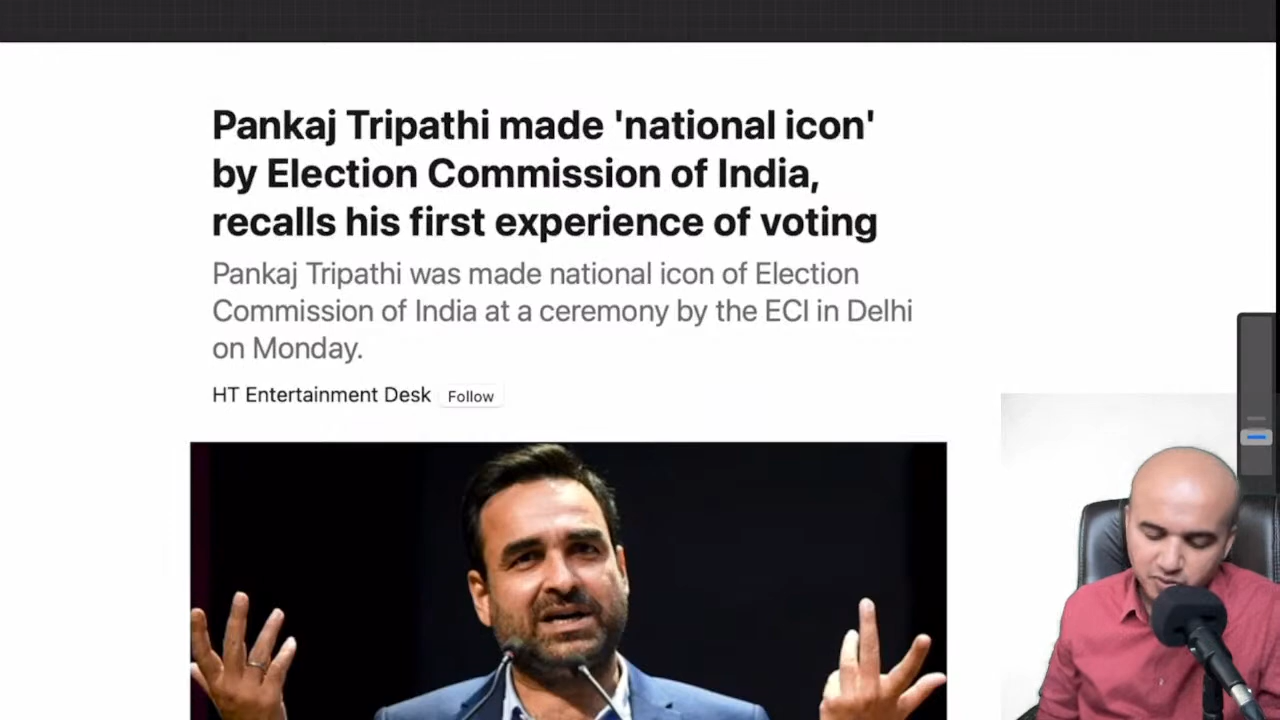 Pankaj Tripathi made 'national icon'
by Election Commission of India,
recalls his first experience of voting
Pankaj Tripathi was made national icon of Election
Commission of India at a ceremony by the ECI in Delhi
on Monday.
HT Entertainment Desk Follow